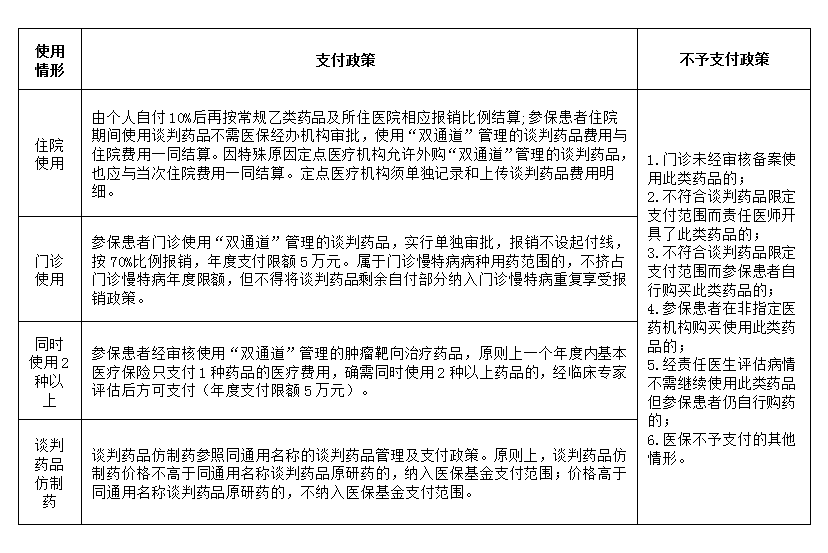 使用
情形
支付政策
不予支付政策
住院
使用
由个人自付10%后再按常规乙类药品及所住医院相应报销比例结算;参保患者住院
期间使用谈判药品不需医保经办机构审批，使用“双通道”管理的谈判药品费用与
住院费用一同结算。因特殊原因定点医疗机构允许外购“双通道”管理的谈判药品，
也应与当次住院费用一同结算。定点医疗机构须单独记录和上传谈判药品费用明
细。
门诊
使用
参保患者门诊使用“双通道”管理的谈判药品，实行单独审批，报销不设起付线，
按70%比例报销，年度支付限额5万元。属于门诊慢特病病种用药范围的，不挤占
门诊慢特病年度限额，但不得将谈判药品剩余自付部分纳入门诊慢特病重复享受报
销政策。
同时
使用2
种以
上
参保患者经审核使用“双通道”管理的肿瘤靶向治疗药品，原则上一个年度内基本
医疗保险只支付1种药品的医疗费用，确需同时使用2种以上药品的，经临床专家
评估后方可支付（年度支付限额5万元）。
谈判
药品
仿制
药
谈判药品仿制药参照同通用名称的谈判药品管理及支付政策。原则上，谈判药品仿
制药价格不高于同通用名称谈判药品原研药的，纳入医保基金支付范围；价格高于
同通用名称谈判药品原研药的，不纳入医保基金支付范围。
1.门诊未经审核备案使
用此类药品的；
2.不符合谈判药品限定
支付范围而责任医师开
具了此类药品的；
3.不符合谈判药品限定
支付范围而参保患者自
行购买此类药品的；
4.参保患者在非指定医
药机构购买使用此类药
品的；
5.经责任医生评估病情
不需继续使用此类药品
但参保患者仍自行购药
的；
6.医保不予支付的其他
情形。